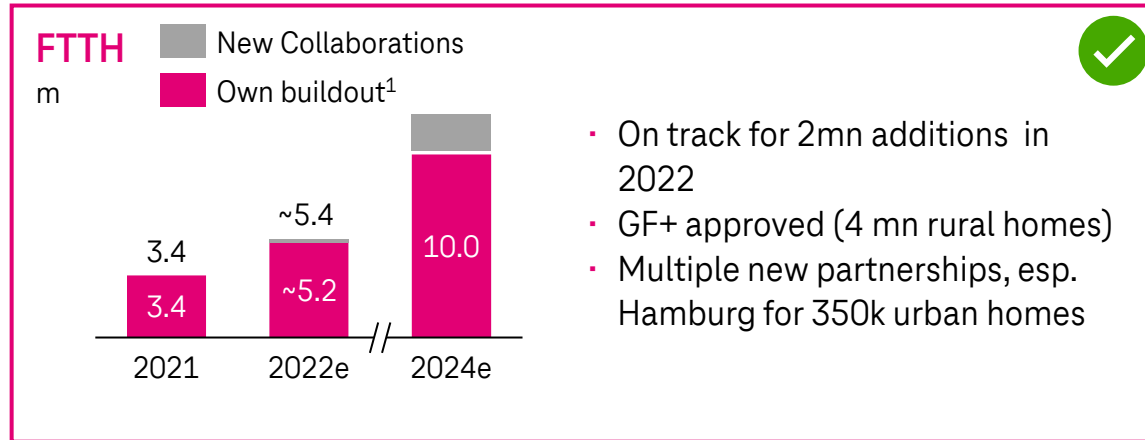 FTTH
m
New Collaborations
Own buildout¹
3.4
3.4
~5.4
~5.2
10.0
2021
2022e
2024e
· On track for 2mn additions in
2022
· GF+ approved (4 mn rural homes)
· Multiple new partnerships, esp.
Hamburg for 350k urban homes